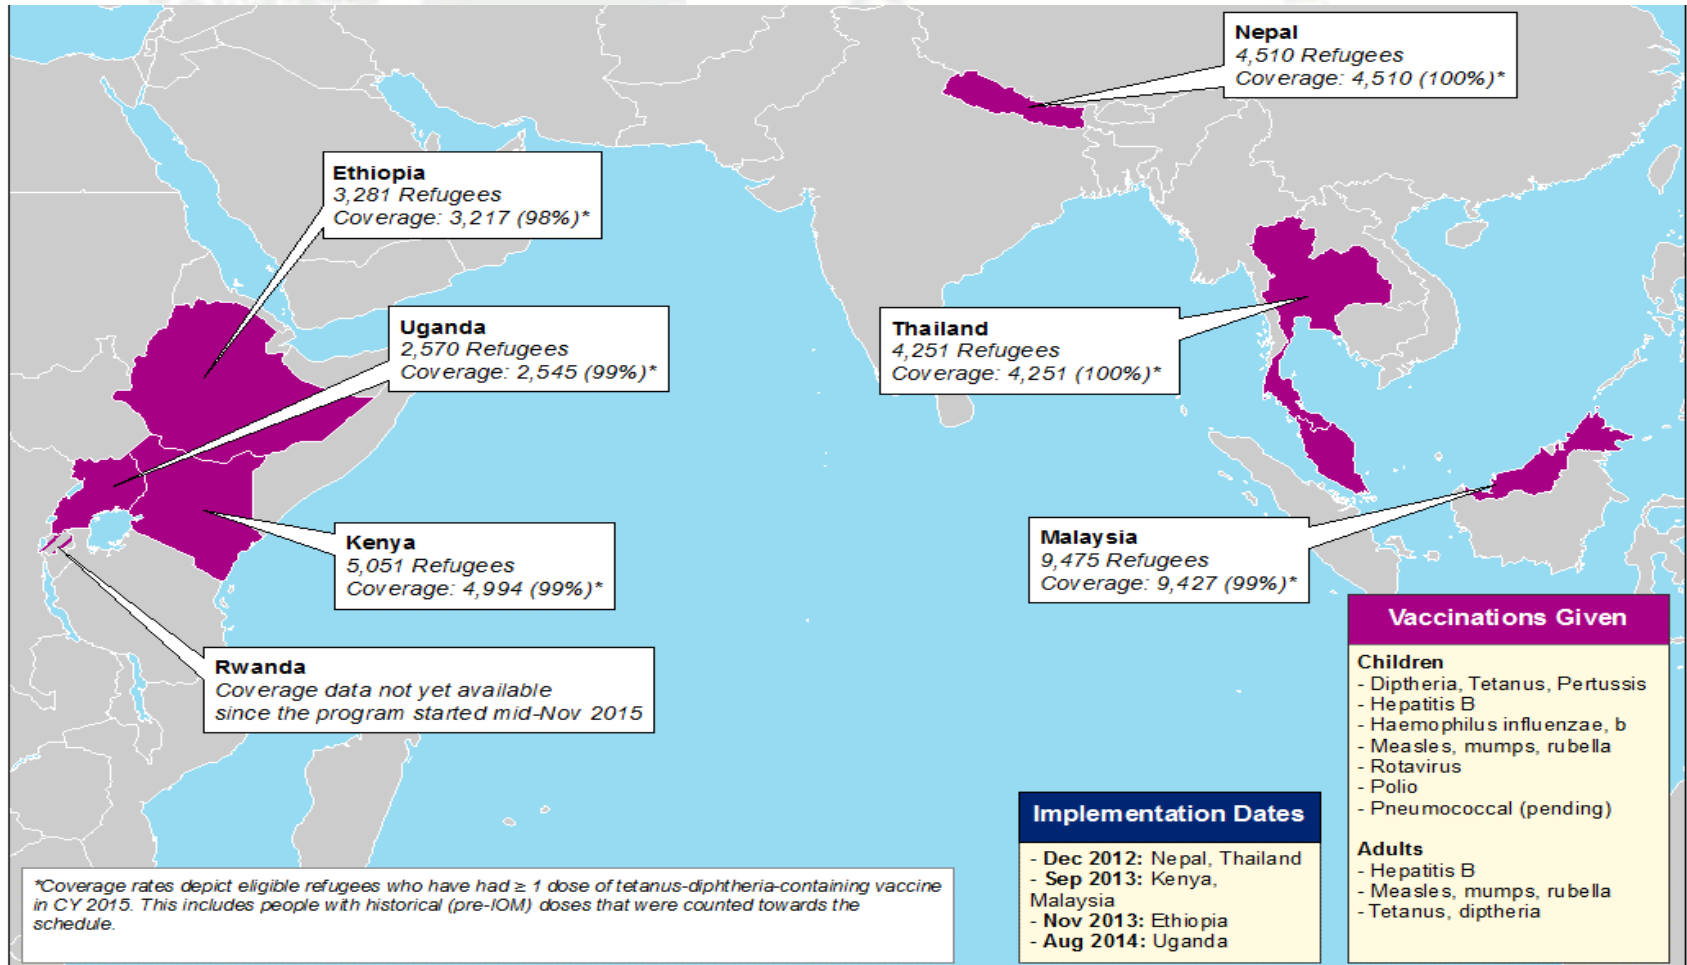 Nepal
4,510 Refugees
Coverage: 4,510 (100%)*
Ethiopia
3,281 Refugees
Coverage: 3,217 (98%)*
Uganda
2,570 Refugees
Coverage: 2,545 (99%)*
Thailand
4,251 Refugees
Coverage: 4,251 (100%)*
Kenya
5,051 Refugees
Coverage: 4,994 (99%)*
Malaysia
9,475 Refugees
Coverage: 9,427 (99%)*
Rwanda
Coverage data not yet available
since the program started mid-Nov 2015
Vaccinations Given
Children
- Diptheria, Tetanus, Pertussis
- Hepatitis B
- Haemophilus influenzae, b
- Measles, mumps, rubella
- Rotavirus
- Polio
- Pneumococcal (pending)
Adults
- Hepatitis B
- Measles, mumps, rubella
- Tetanus, diptheria
Implementation Dates
- Dec 2012: Nepal, Thailand
- Sep 2013: Kenya,
Malaysia
- Nov 2013: Ethiopia
- Aug 2014: Uganda
*Coverage rates depict eligible refugees who have had ≥ 1 dose of tetanus-diphtheria-containing vaccine
in CY 2015. This includes people with historical (pre-IOM) doses that were counted towards the
schedule.